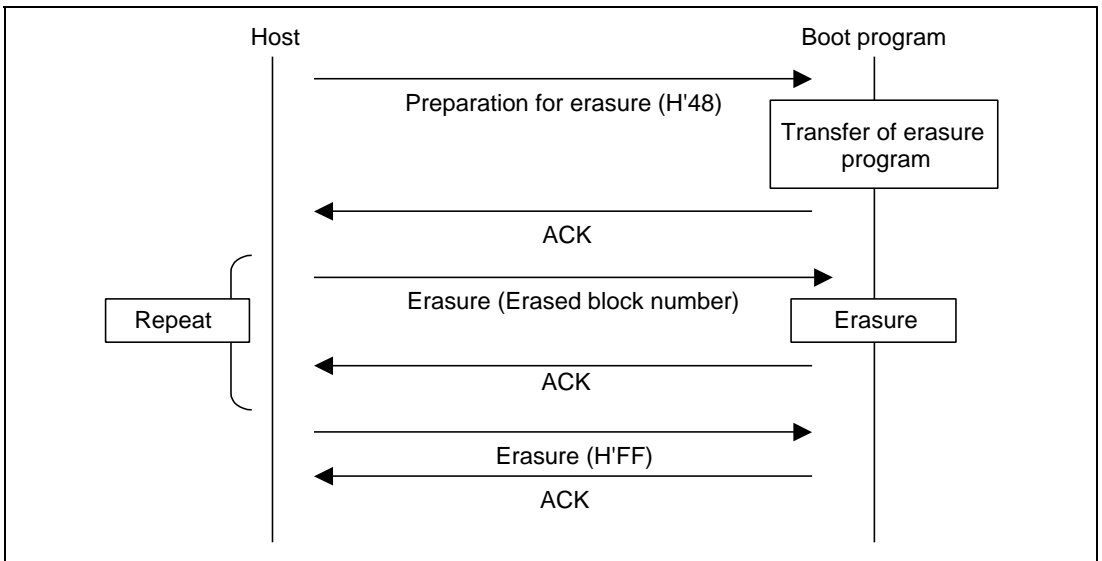 Host
Boot program
Preparation for erasure (H'48)
Transfer of erasure
program
ACK
Erasure (Erased block number)
Repeat
Erasure
ACK
Erasure (H'FF)
ACK